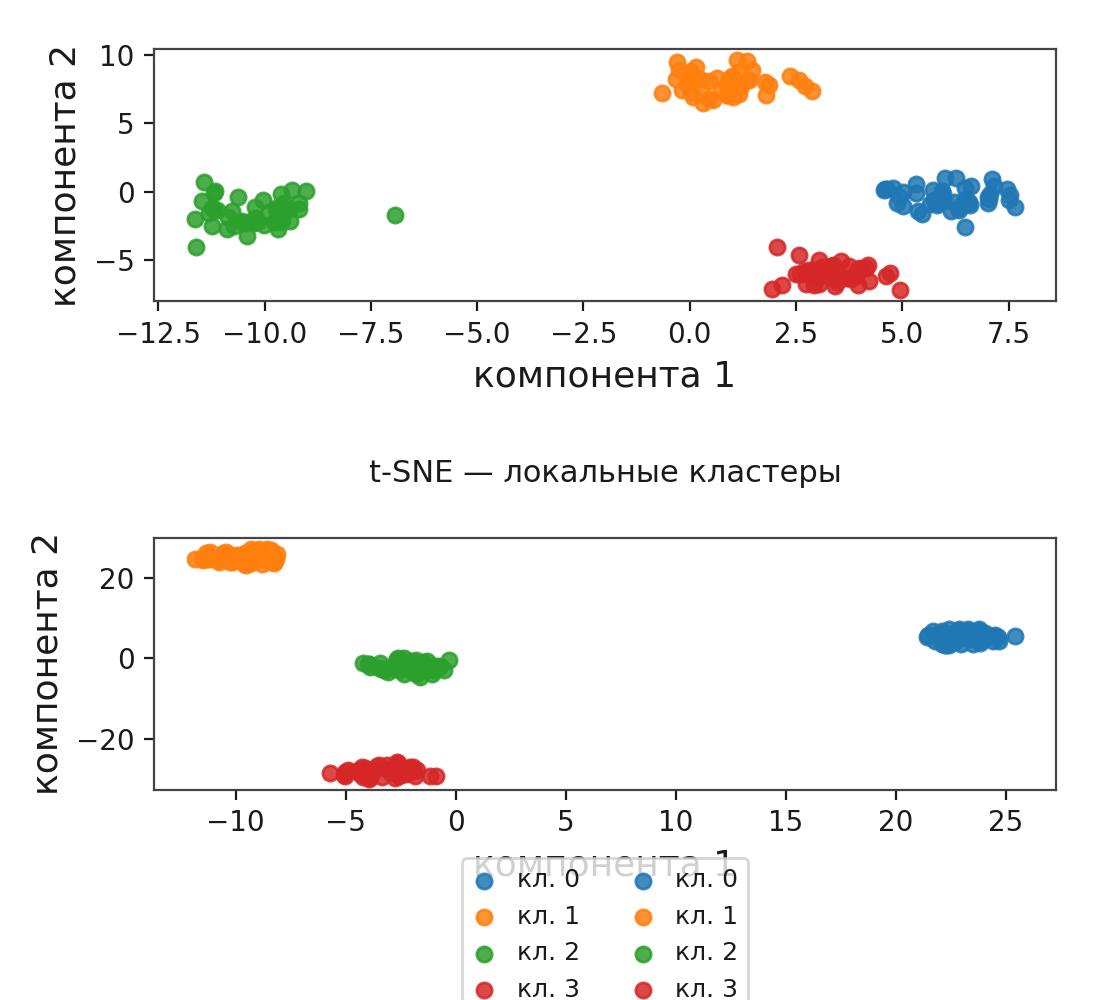 компонента 2
10
5
0
−5
−12.5 −10.0 −7.5 −5.0 −2.5 0.0 2.5 5.0 7.5
компонента 1
t-SNE — локальные кластеры
компонента 2
20
0
−20
−10 −5 0 5 10 15 20 25
компонента 1
кл. 0 кл. 0
кл. 1 кл. 1
кл. 2 кл. 2
кл. 3 кл. 3